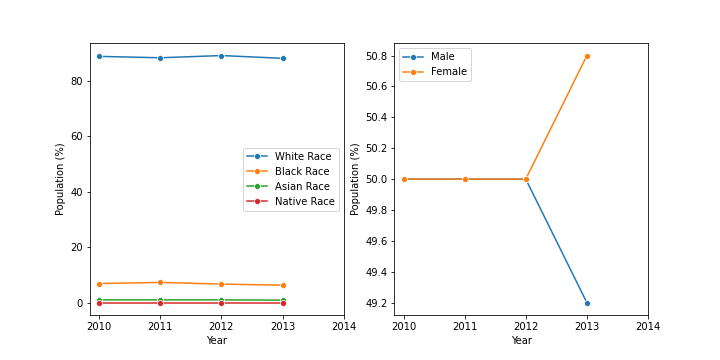 80
60
40
20
0
Population (%)
White Race
Black Race
Asian Race
Native Race
2010 2011 2012 2013 2014
Year
50.8
50.6
50.4
50.2
50.0
49.8
49.6
49.4
49.2
Population (%)
Male
Female
2010 2011 2012 2013 2014
Year